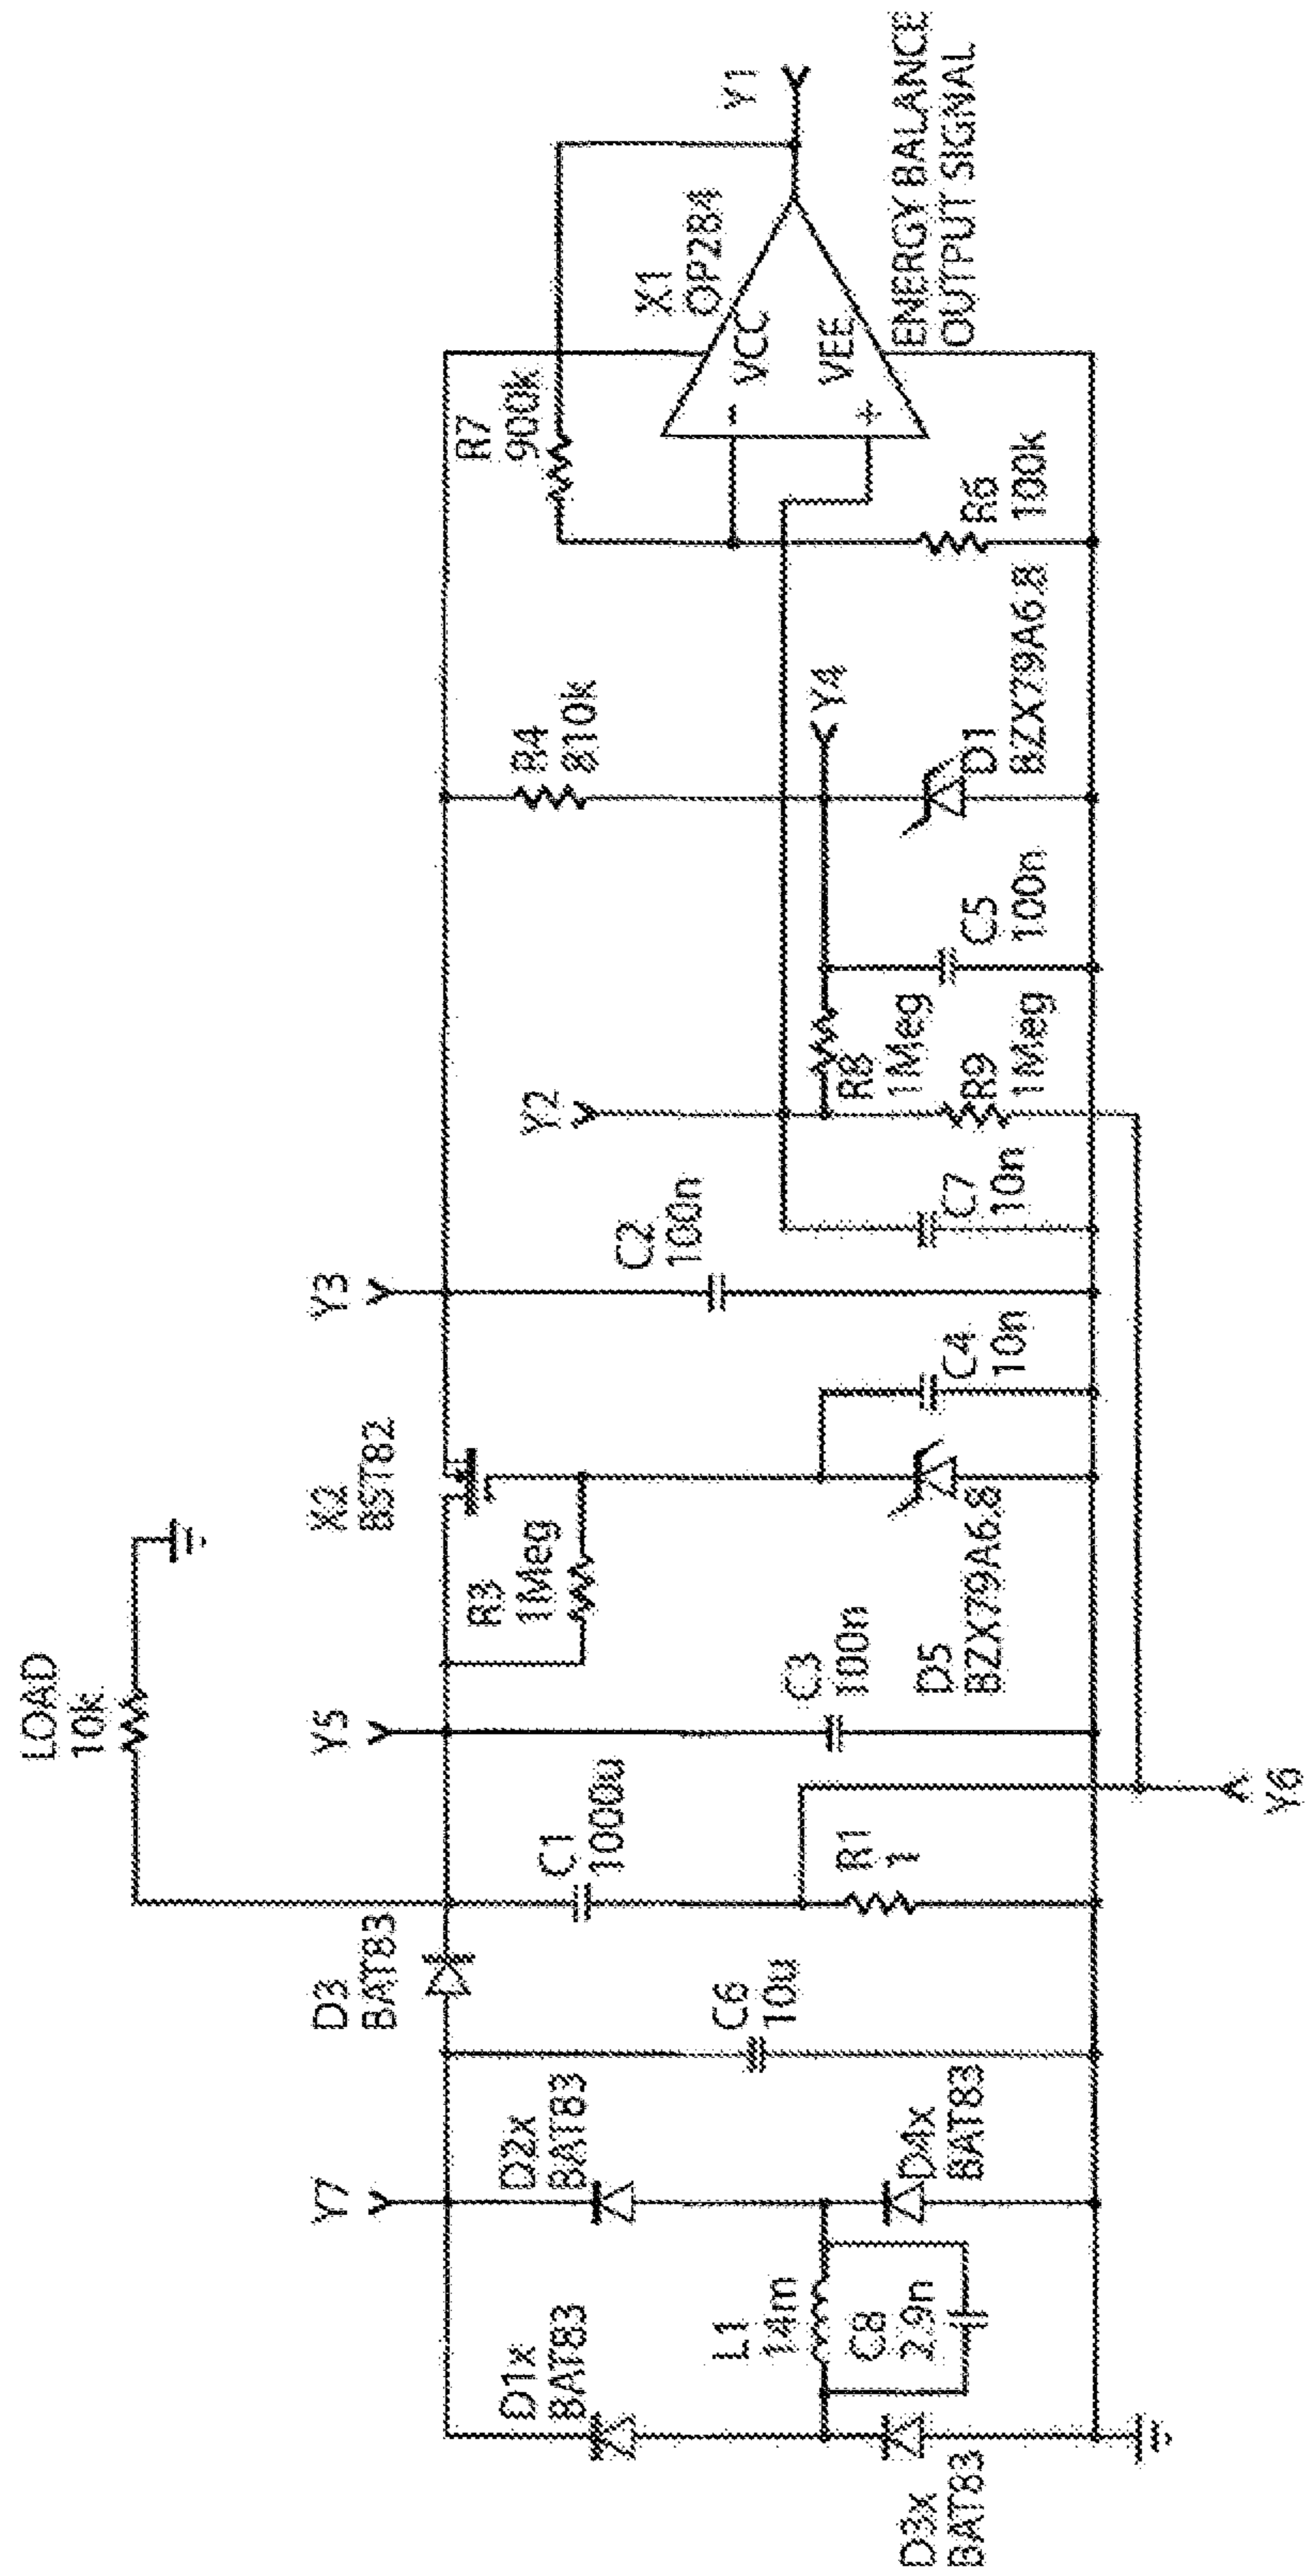 LOAD
10k
D3
BAT83
Y7
Y5
X2
BST82
Y3
D1x
BAT83
D2x
BAT83
C1
1000u
R3
1Meg
Y2
R4
810k
R7
900k
X1
OP284
Y1
L1
14m
C6
10u
C3
100n
C2
100n
VCC
-
VEE
+
C8
2.9n
R1
1
R8
1Meg
Y4
D3x
BAT83
D4x
BAT83
D5
BZX79A6.8
C4
10n
C7
10n
R9
1Meg
C5
100n
D1
BZX79A6.8
R6
100k
ENERGY BALANCE
OUTPUT SIGNAL
Y6